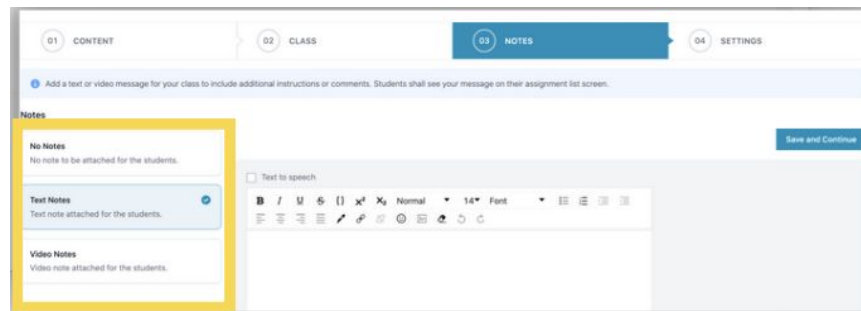 01 CONTENT
02 CLASS
03 NOTES
04 SETTINGS
Add a text or video message for your class to include additional instructions or comments. Students shall see your message on their assignment list screen.
Notes
Save and Continue
No Notes
No note to be attached for the students.
Text Notes
Text note attached for the students.
Video Notes
Video note attached for the students.
Text to speech
B I U S {} X² X₂ Normal 14 Font